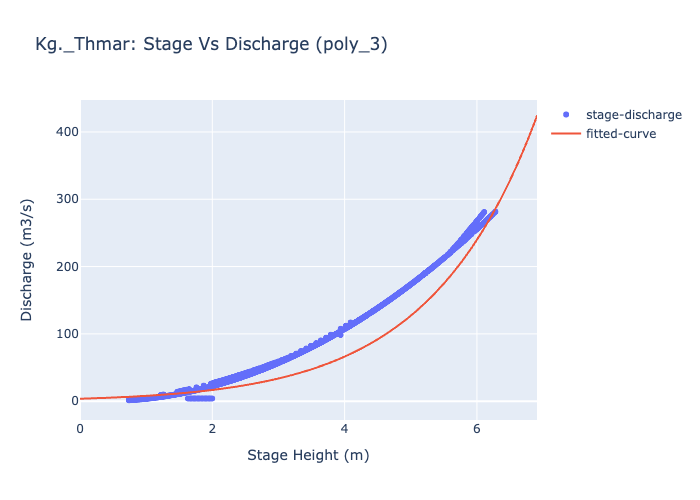 Kg._Thmar: Stage Vs Discharge (poly_3)
stage-discharge
fitted-curve
Discharge (m3/s)
400
300
200
100
0
0 2 4 6
Stage Height (m)